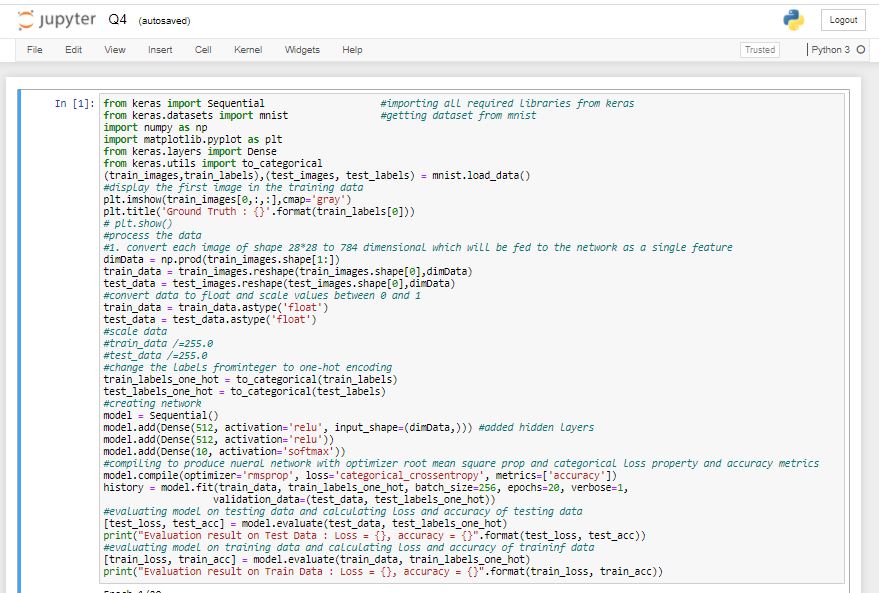 jupyter Q4 (autosaved)
Logout
File Edit View Insert Cell Kernel Widgets Help
Trusted Python 3
In [1]:
from keras import Sequential #importing all required libraries from keras
from keras.datasets import mnist #getting dataset from mnist
import numpy as np
import matplotlib.pyplot as plt
from keras.layers import Dense
from keras.utils import to_categorical
(train_images,train_labels),(test_images, test_labels) = mnist.load_data()
#display the first image in the training data
plt.imshow(train_images[0,:,:],cmap='gray')
plt.title('Ground Truth : {}'.format(train_labels[0]))
# plt.show()
#process the data
#1. convert each image of shape 28*28 to 784 dimensional which will be fed to the network as a single feature
dimData = np.prod(train_images.shape[1:])
train_data = train_images.reshape(train_images.shape[0],dimData)
test_data = test_images.reshape(test_images.shape[0],dimData)
#convert data to float and scale values between 0 and 1
train_data = train_data.astype('float')
test_data = test_data.astype('float')
#scale data
#train_data /=255.0
#test_data /=255.0
#change the labels frominteger to one-hot encoding
train_labels_one_hot = to_categorical(train_labels)
test_labels_one_hot = to_categorical(test_labels)
#creating network
model = Sequential()
model.add(Dense(512, activation='relu', input_shape=(dimData,))) #added hidden layers
model.add(Dense(512, activation='relu'))
model.add(Dense(10, activation='softmax'))
#compiling to produce nueral network with optimizer root mean square prop and categorical loss property and accuracy metrics
model.compile(optimizer='rmsprop', loss='categorical_crossentropy', metrics=['accuracy'])
history = model.fit(train_data, train_labels_one_hot, batch_size=256, epochs=20, verbose=1,
validation_data=(test_data, test_labels_one_hot))
#evaluating model on testing data and calculating loss and accuracy of testing data
[test_loss, test_acc] = model.evaluate(test_data, test_labels_one_hot)
print("Evaluation result on Test Data : Loss = {}, accuracy = {}".format(test_loss, test_acc))
#evaluating model on training data and calculating loss and accuracy of traininf data
[train_loss, train_acc] = model.evaluate(train_data, train_labels_one_hot)
print("Evaluation result on Train Data : Loss = {}, accuracy = {}".format(train_loss, train_acc))